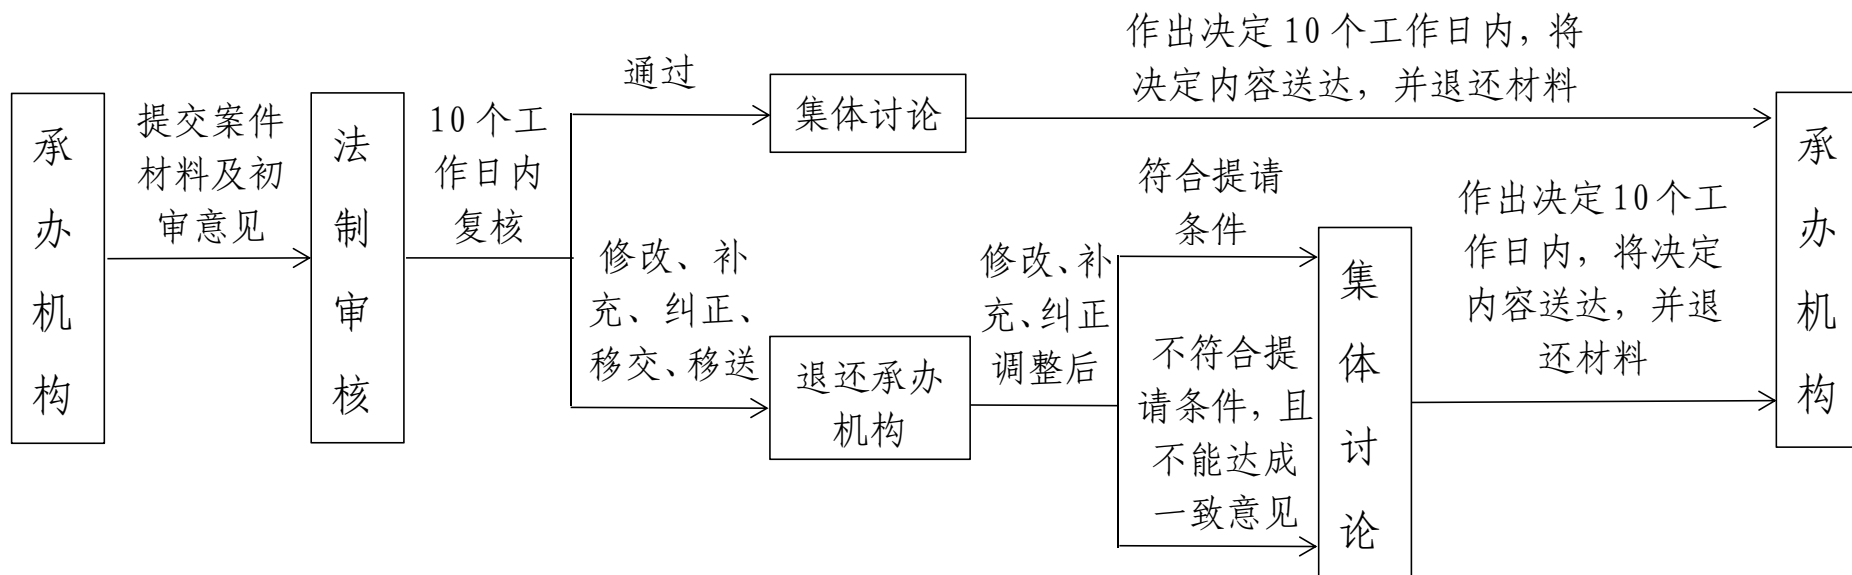 承
办
机
构
提交案件
材料及初
审意见
法
制
审
核
10个工
作日内
复核
通过
集体讨论
作出决定10个工作日内，将
决定内容送达，并退还材料
修改、补
充、纠正、
移交、移送
退还承办
机构
修改、补
充、纠正
调整后
符合提请
条件
不符合提
请条件，且
不能达成
一致意见
集
体
讨
论
作出决定10个工
作日内，将决定
内容送达，并退
还材料
承
办
机
构